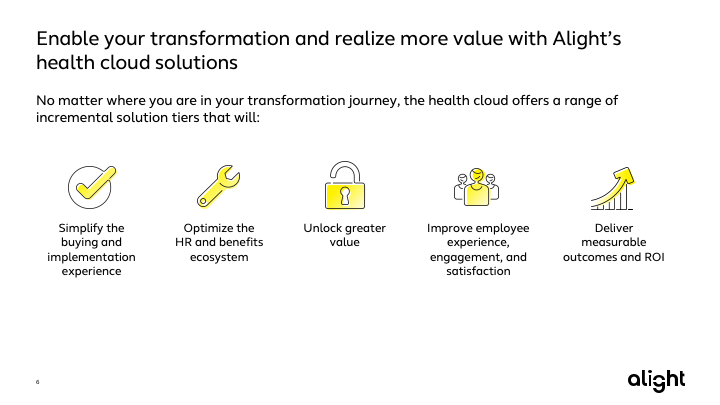 Enable your transformation and realize more value with Alight’s
health cloud solutions
No matter where you are in your transformation journey, the health cloud offers a range of
incremental solution tiers that will:
Simplify the
buying and
implementation
experience
Optimize the
HR and benefits
ecosystem
Unlock greater
value
Improve employee
experience,
engagement, and
satisfaction
Deliver
measurable
outcomes and ROI
6
alight